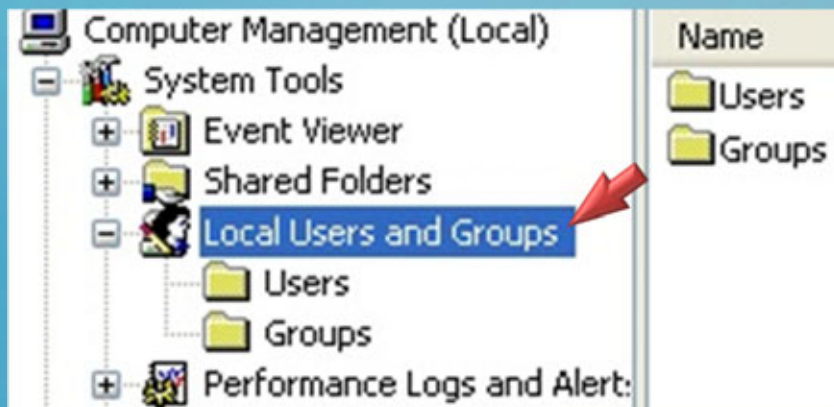 Computer Management (Local)
System Tools
Event Viewer
Shared Folders
Local Users and Groups
Users
Groups
Performance Logs and Alert:
Name
Users
Groups